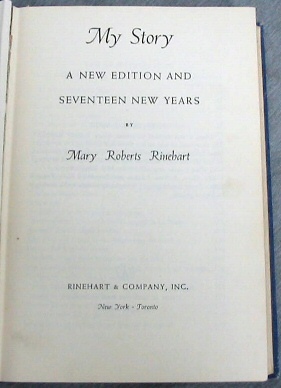 My Story
A NEW EDITION AND
SEVENTEEN NEW YEARS
BY
Mary Roberts Rinehart
RINEHART & COMPANY, INC.
New York · Toronto